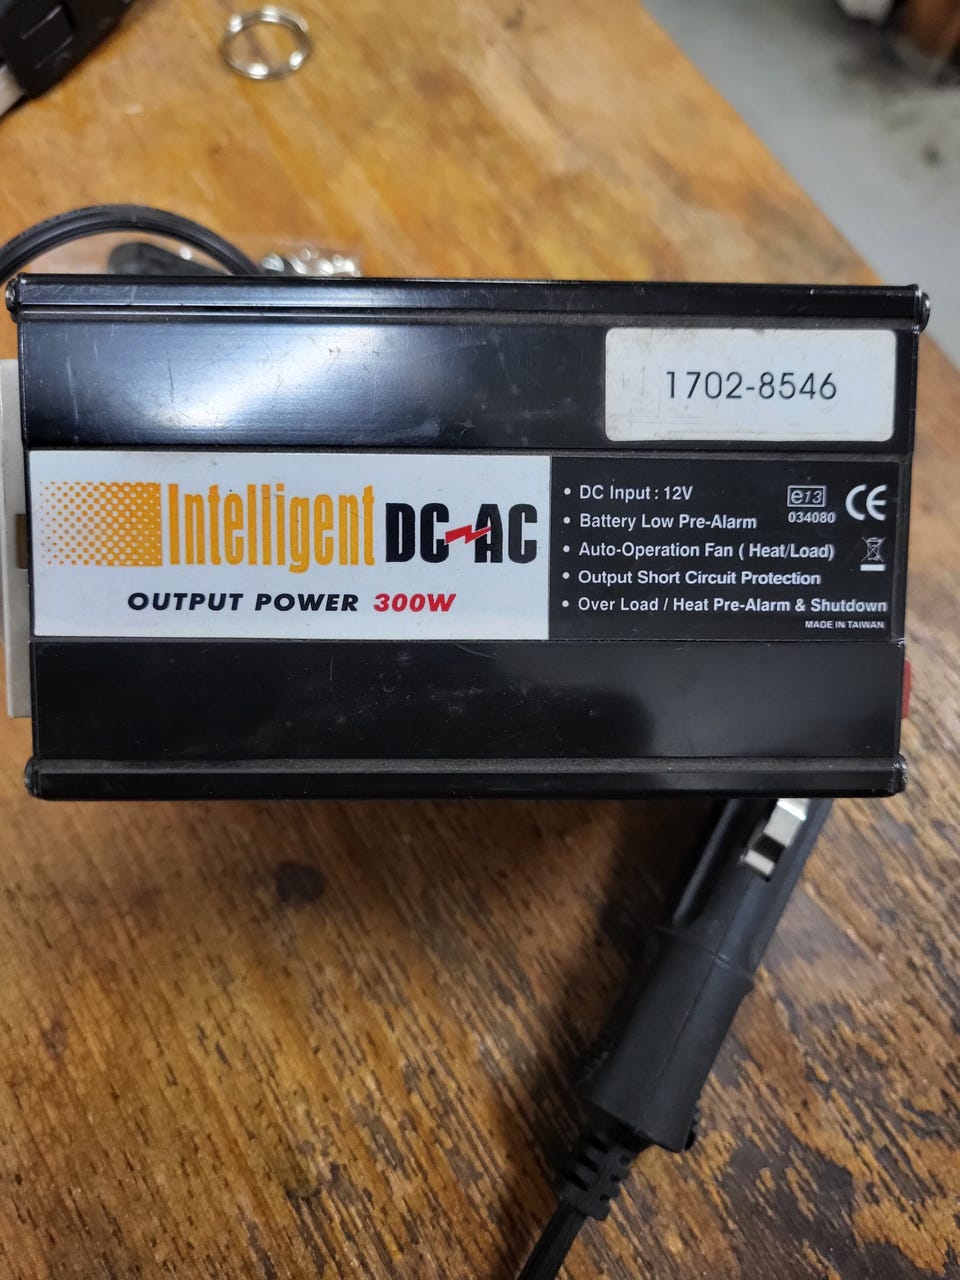 1702-8546
Intelligent DC AC
OUTPUT POWER 300W
• DC Input : 12V
• Battery Low Pre-Alarm
• Auto-Operation Fan ( Heat/Load)
• Output Short Circuit Protection
• Over Load / Heat Pre-Alarm & Shutdown
e13
034080
CE
MADE IN TAIWAN